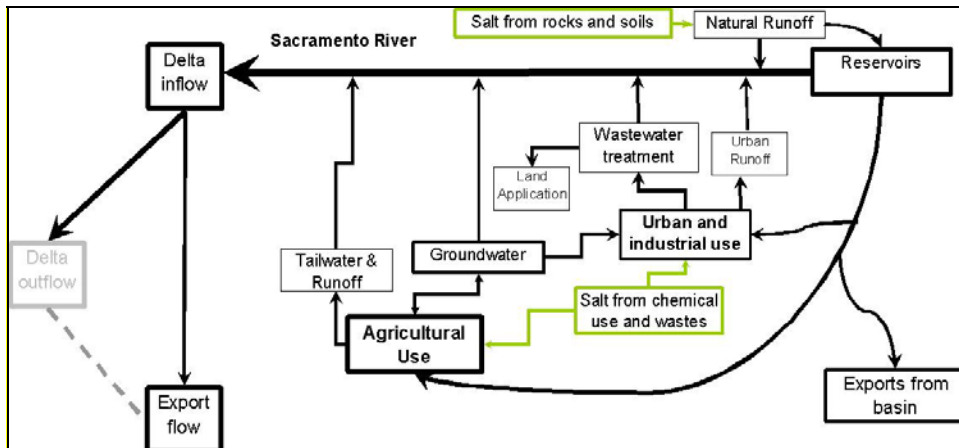 Salt from rocks and soils
Natural Runoff
Sacramento River
Delta
inflow
Reservoirs
Wastewater
treatment
Urban
Runoff
Land
Application
Urban and
industrial use
Delta
outflow
Tailwater &
Runoff
Groundwater
Salt from chemical
use and wastes
Agricultural
Use
Exports from
basin
Export
flow